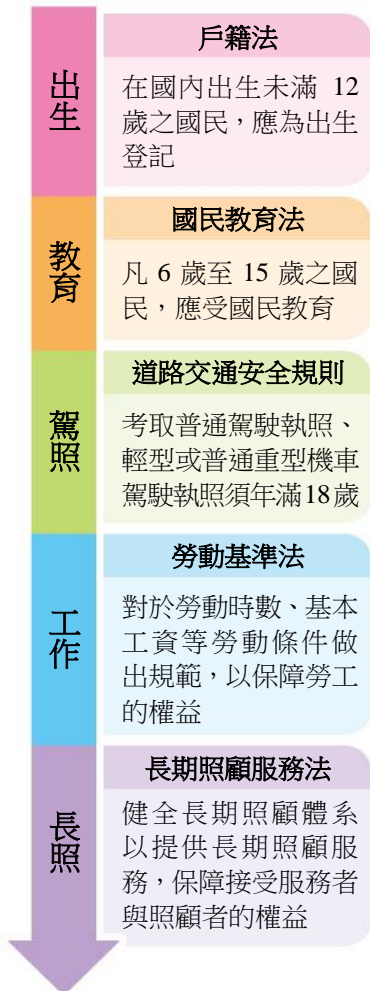 出生
戶籍法
在國內出生未滿 12
歲之國民，應為出生
登記
教育
國民教育法
凡 6 歲至 15 歲之國
民，應受國民教育
駕照
道路交通安全規則
考取普通駕駛執照、
輕型或普通重型機車
駕駛執照須年滿18歲
工作
勞動基準法
對於勞動時數、基本
工資等勞動條件做
出規範，以保障勞工
的權益
長照
長期照顧服務法
健全長期照顧體系
以提供長期照顧服
務，保障接受服務者
與照顧者的權益